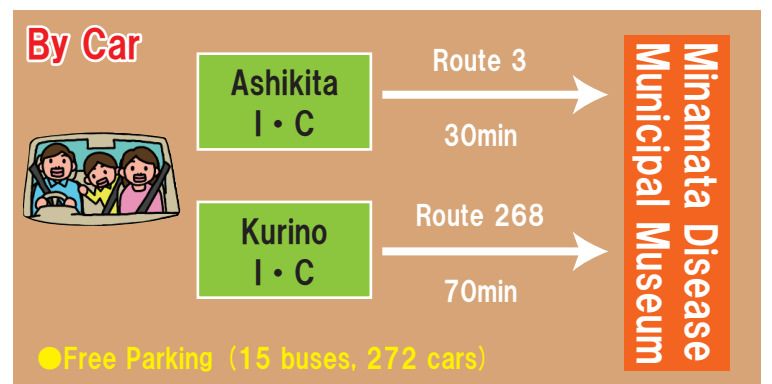 By Car
Ashikita
I・C
Route 3
30min
Kurino
I・C
Route 268
70min
Minamata Disease
Municipal Museum
●Free Parking (15 buses, 272 cars)